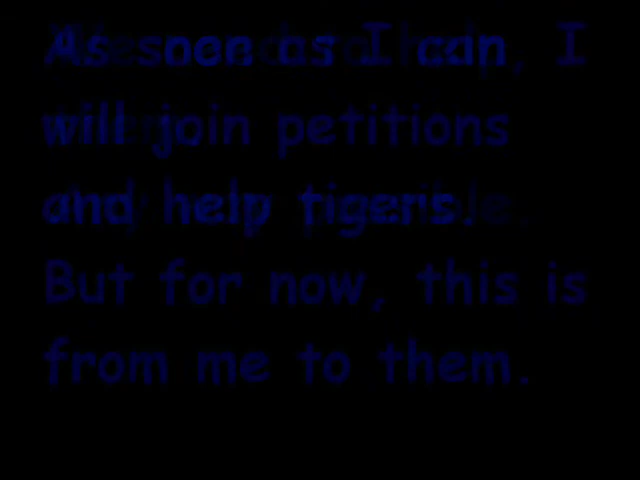 As soon as I can, I
will join petitions
and help tigers.
But for now, this is
from me to them.